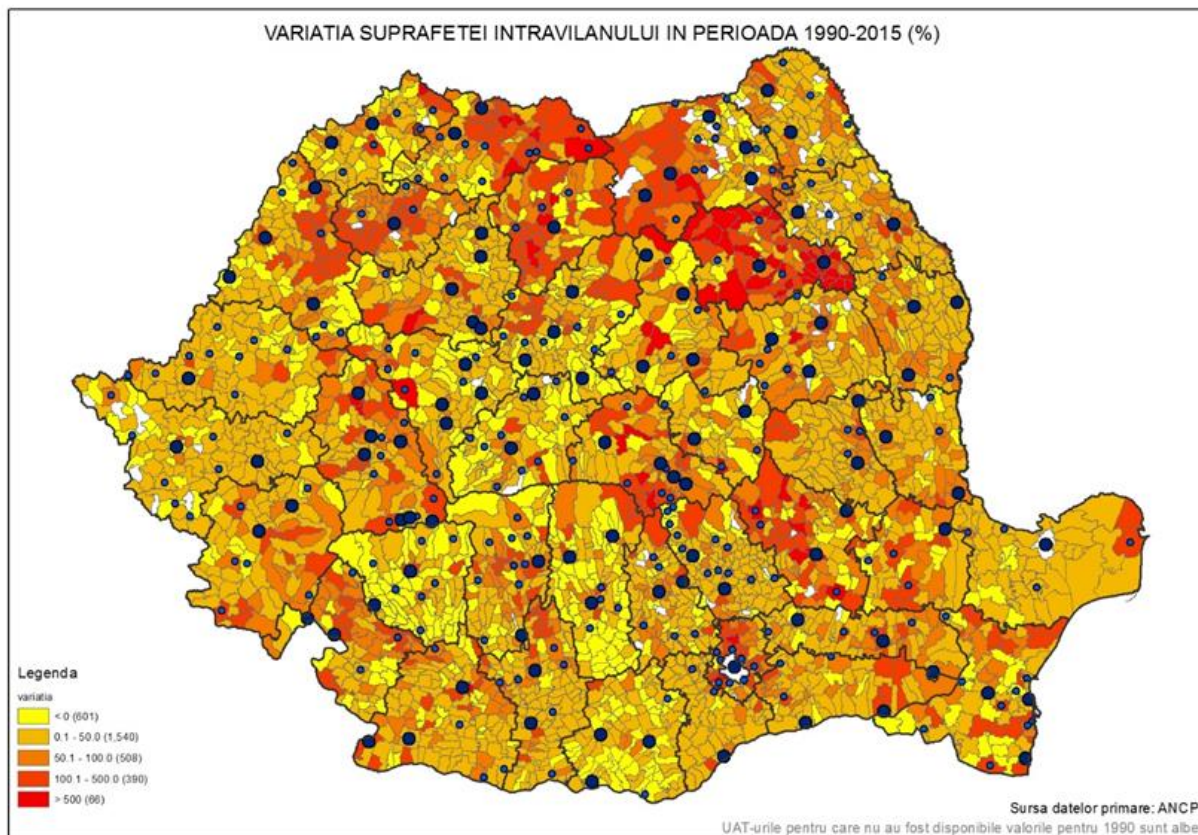 VARIATIA SUPRAFETEI INTRAVILANULUI IN PERIOADA 1990-2015 (%)
Legenda
variatia
< 0 (601)
0.1 - 50.0 (1,540)
50.1 - 100.0 (508)
100.1 - 500.0 (390)
> 500 (66)
Sursa datelor primare: ANCP
UAT-urile pentru care nu au fost disponibile valorile pentru 1990 sunt albe